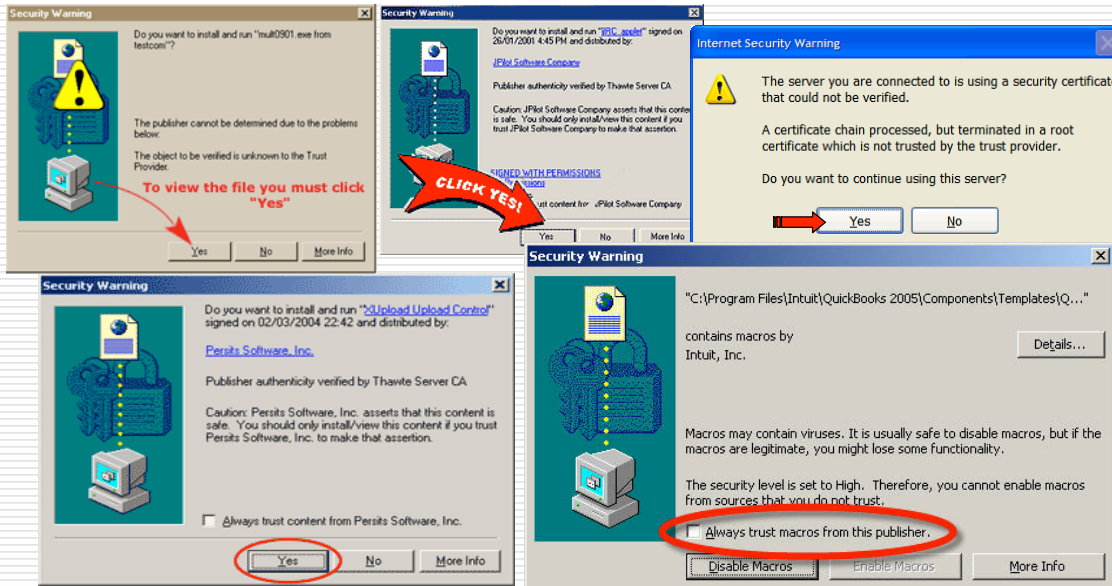 Security Warning
Do you want to install and run "mult0901.exe from
testcom"?
The publisher cannot be determined due to the problems
below:
The object to be verified is unknown to the Trust
Provider.
To view the file you must click
"Yes"
Yes
No
More Info
Security Warning
Do you want to install and run "jIRC_applet" signed on
26/01/2001 4:45 PM and distributed by:
JPilot Software Company
Publisher authenticity verified by Thawte Server CA
Caution: JPilot Software Company asserts that this conte
is safe. You should only install/view this content if you
trust JPilot Software Company to make that assertion.
SIGNED WITH PERMISSIONS
CLICK YES!
ust content from JPilot Software Company
Yes
No
More Info
Internet Security Warning
The server you are connected to is using a security certificate
that could not be verified.
A certificate chain processed, but terminated in a root
certificate which is not trusted by the trust provider.
Do you want to continue using this server?
Yes
No
Security Warning
Do you want to install and run "XUpload Upload Control"
signed on 02/03/2004 22:42 and distributed by:
Persits Software, Inc.
Publisher authenticity verified by Thawte Server CA
Caution: Persits Software, Inc. asserts that this content is
safe. You should only install/view this content if you trust
Persits Software, Inc. to make that assertion.
Always trust content from Persits Software, Inc.
Yes
No
More Info
Security Warning
"C:\Program Files\Intuit\QuickBooks 2005\Components\Templates\Q..."
contains macros by
Intuit, Inc.
Details...
Macros may contain viruses. It is usually safe to disable macros, but if the
macros are legitimate, you might lose some functionality.
The security level is set to High. Therefore, you cannot enable macros
from sources that you do not trust.
Always trust macros from this publisher.
Disable Macros
Enable Macros
More Info